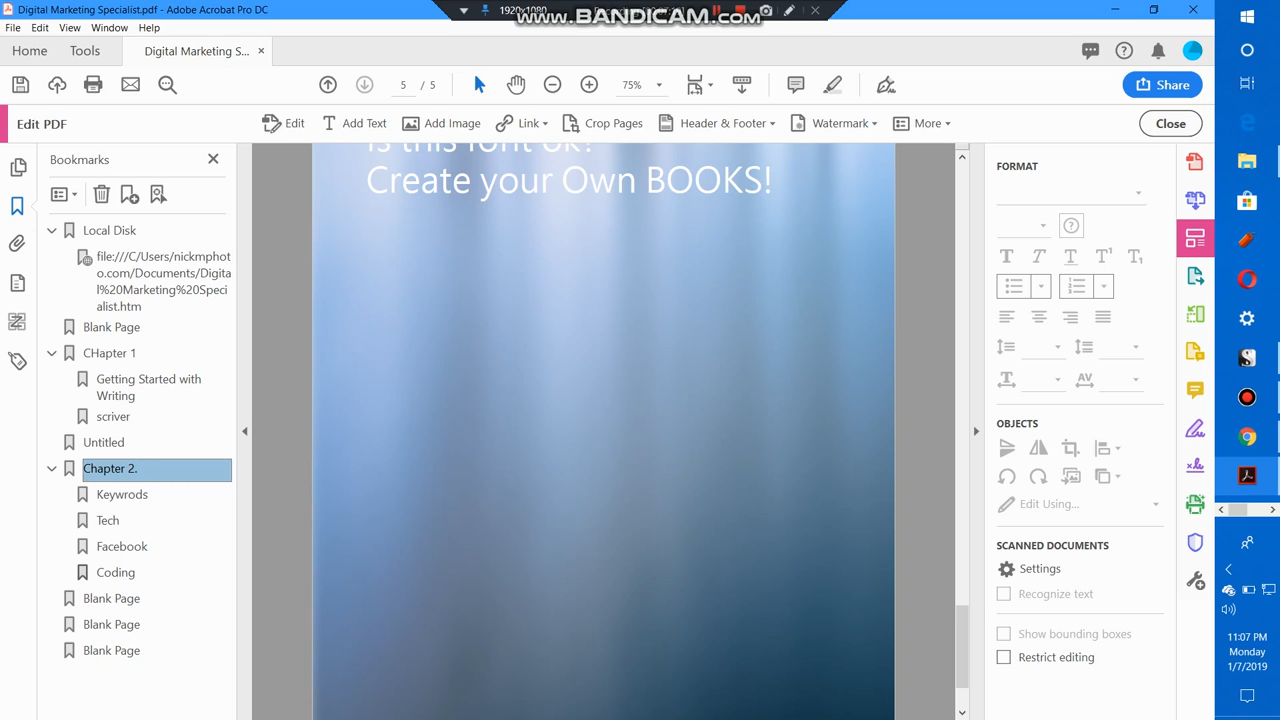 Digital Marketing Specialist.pdf - Adobe Acrobat Pro DC
1920x1080
www.BANDICAM.com
File Edit View Window Help
Home Tools Digital Marketing S... ×
5 / 5 75% Share
Edit PDF Edit Add Text Add Image Link Crop Pages Header & Footer Watermark More Close
Bookmarks
Local Disk
file:///C/Users/nickmphot
o.com/Documents/Digita
l%20Marketing%20Speci
alist.htm
Blank Page
CHapter 1
Getting Started with
Writing
scriver
Untitled
Chapter 2.
Keywrods
Tech
Facebook
Coding
Blank Page
Blank Page
Blank Page
Is this font ok?
Create your Own BOOKS!
FORMAT
OBJECTS
Edit Using...
SCANNED DOCUMENTS
Settings
Recognize text
Show bounding boxes
Restrict editing
11:07 PM
Monday
1/7/2019